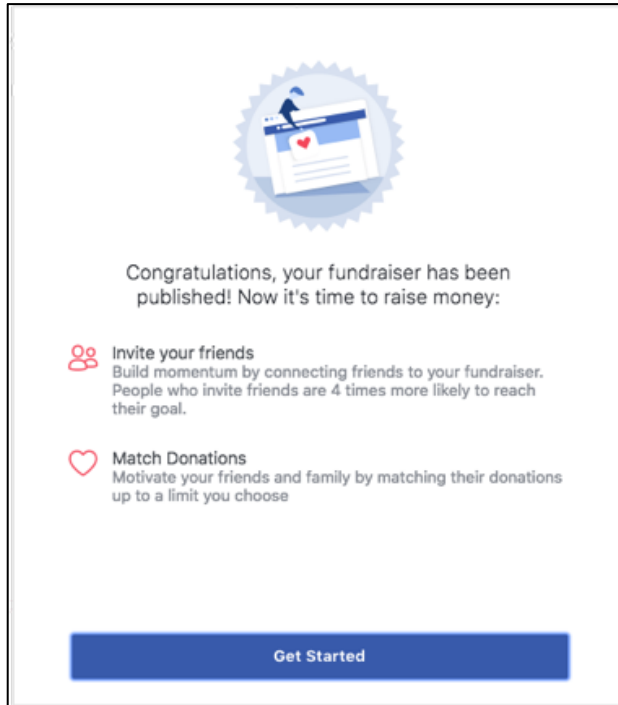 Congratulations, your fundraiser has been
published! Now it's time to raise money:
Invite your friends
Build momentum by connecting friends to your fundraiser.
People who invite friends are 4 times more likely to reach
their goal.
Match Donations
Motivate your friends and family by matching their donations
up to a limit you choose
Get Started